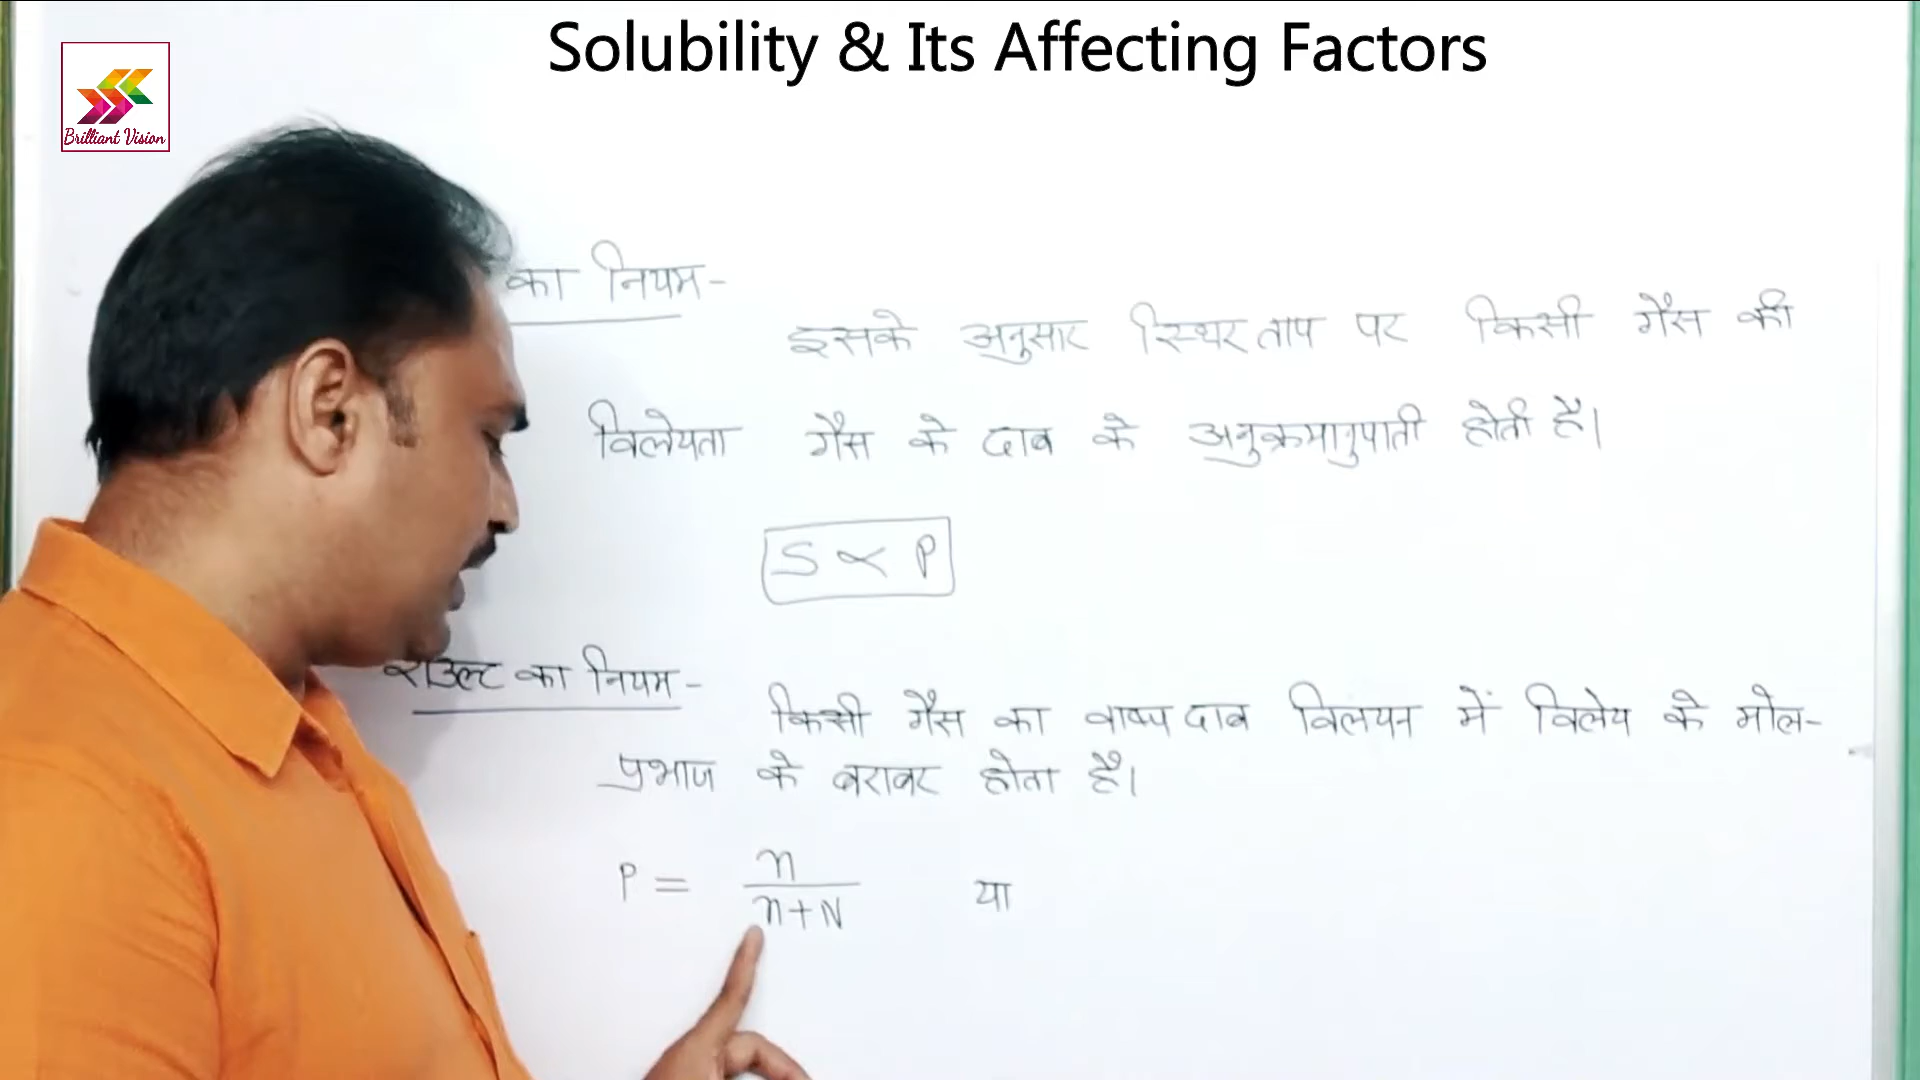 Solubility & Its Affecting Factors
Brilliant Vision
का नियम-
इसके अनुसार स्थिर ताप पर किसी गैस की
विलेयता गैस के दाब के अनुक्रमानुपाती होती है।
S ∝ P
राउल्ट का नियम-
किसी गैस का वाष्प दाब विलयन में विलेय के मोल-
प्रभाज के बराबर होता है।
P = n/n+N या